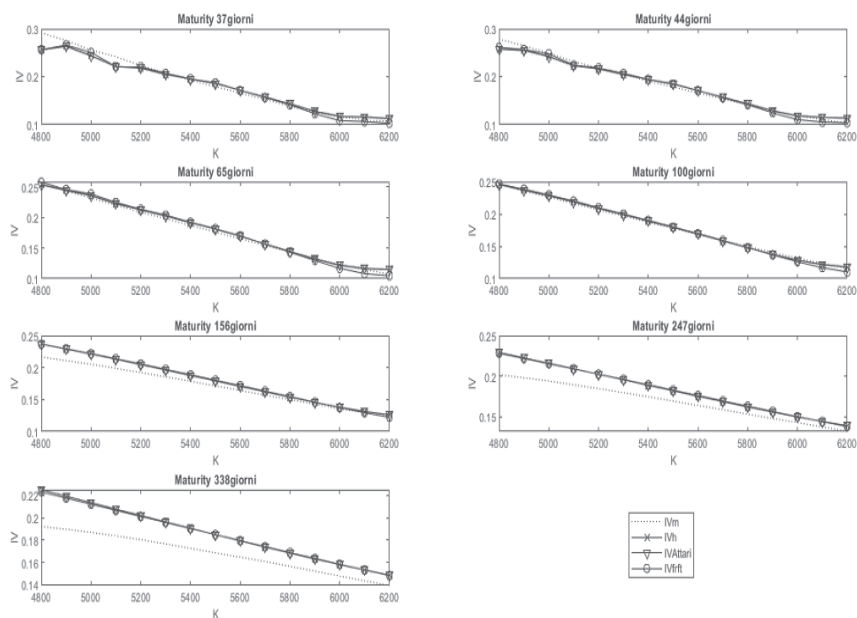 Maturity 37giorni
0.3
0.2
0.1
IV
4800 5000 5200 5400 5600 5800 6000 6200
K
Maturity 44giorni
0.3
0.2
0.1
IV
4800 5000 5200 5400 5600 5800 6000 6200
K
Maturity 65giorni
0.25
0.2
0.15
0.1
IV
4800 5000 5200 5400 5600 5800 6000 6200
K
Maturity 100giorni
0.25
0.2
0.15
0.1
IV
4800 5000 5200 5400 5600 5800 6000 6200
K
Maturity 156giorni
0.25
0.2
0.15
0.1
IV
4800 5000 5200 5400 5600 5800 6000 6200
K
Maturity 247giorni
0.25
0.2
0.15
IV
4800 5000 5200 5400 5600 5800 6000 6200
K
Maturity 338giorni
0.22
0.2
0.18
0.16
0.14
IV
4800 5000 5200 5400 5600 5800 6000 6200
K
IVm
IVh
IVAttari
IVfrft